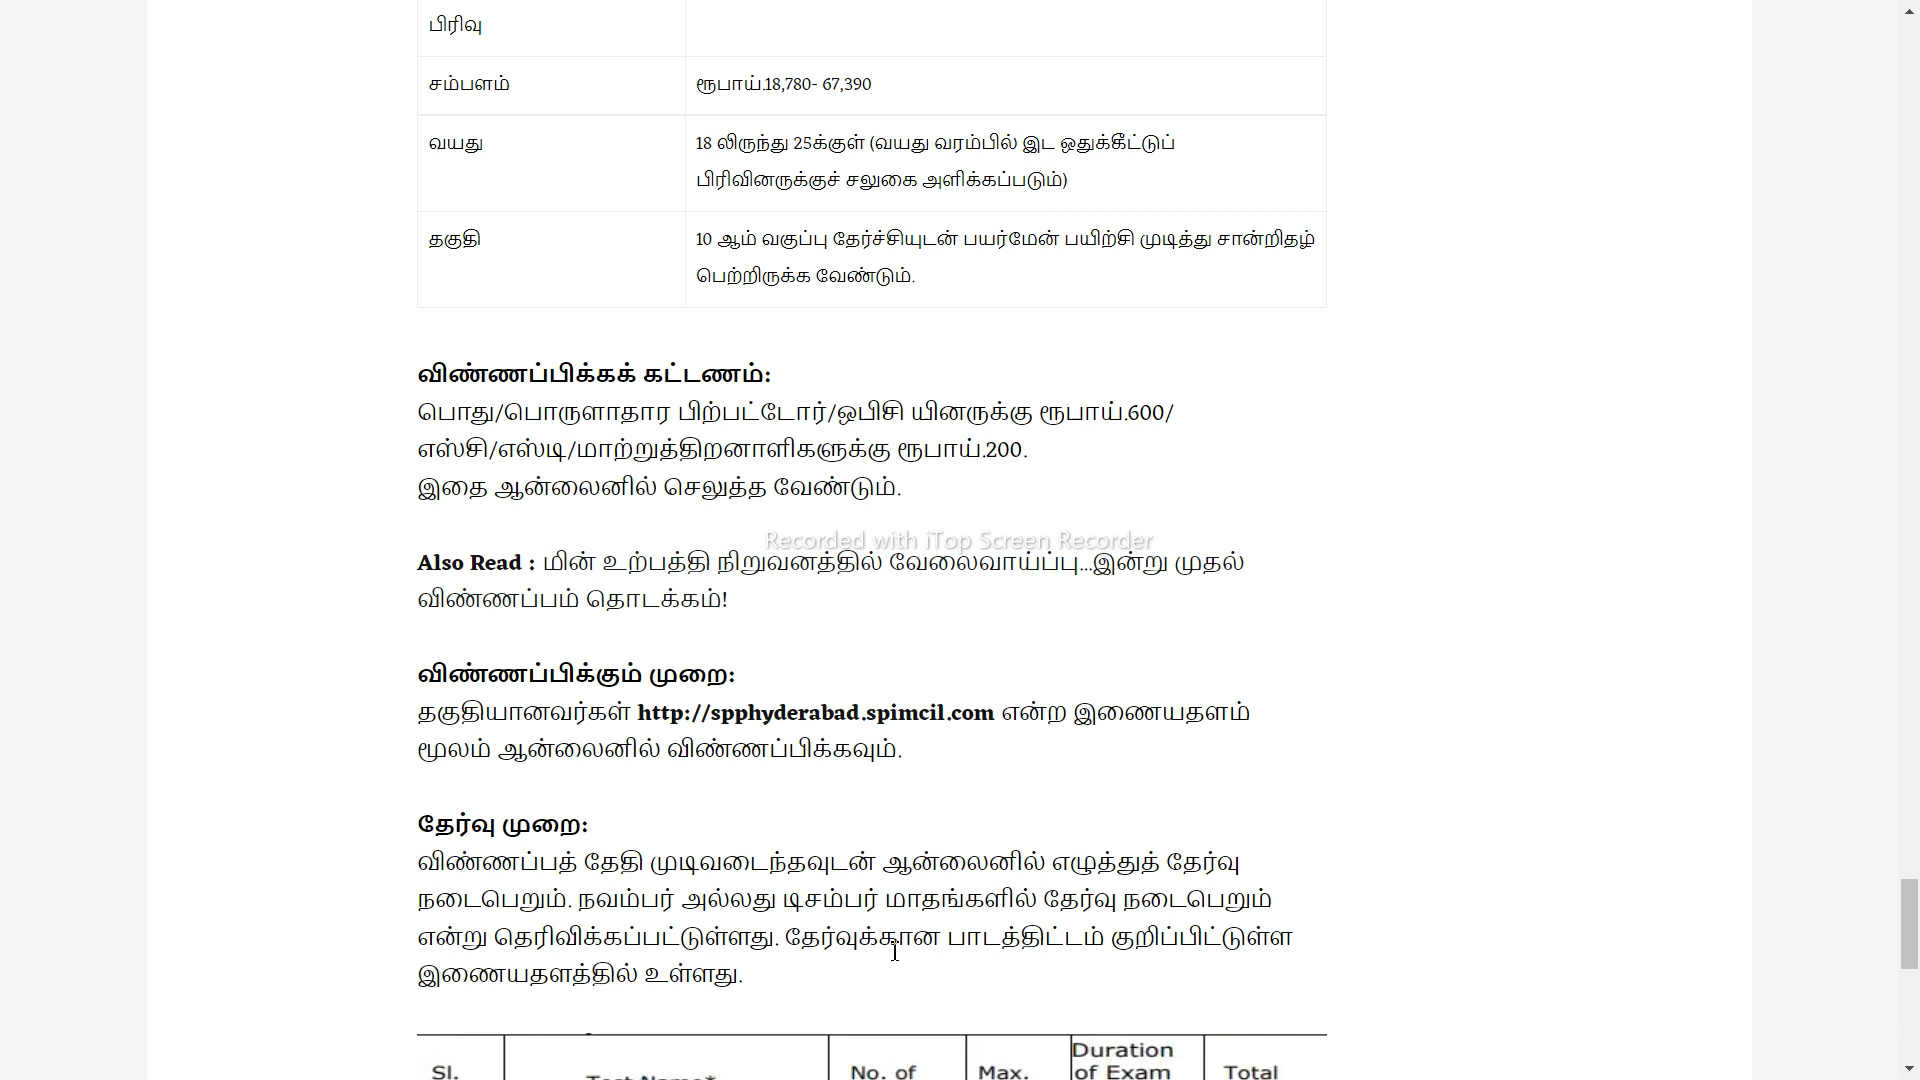 பிரிவு
சம்பளம்
ரூபாய்.18,780- 67,390
வயது
18 லிருந்து 25க்குள் (வயது வரம்பில் இட ஒதுக்கீட்டுப்
பிரிவினருக்குச் சலுகை அளிக்கப்படும்)
தகுதி
10 ஆம் வகுப்பு தேர்ச்சியுடன் பயர்மேன் பயிற்சி முடித்து சான்றிதழ்
பெற்றிருக்க வேண்டும்.
விண்ணப்பிக்கக் கட்டணம்:
பொது/பொருளாதார பிற்பட்டோர்/ஒபிசி யினருக்கு ரூபாய்.600/
எஸ்சி/எஸ்டி/மாற்றுத்திறனாளிகளுக்கு ரூபாய்.200.
இதை ஆன்லைனில் செலுத்த வேண்டும்.
Recorded with iTop Screen Recorder
Also Read : மின் உற்பத்தி நிறுவனத்தில் வேலைவாய்ப்பு...இன்று முதல்
விண்ணப்பம் தொடக்கம்!
விண்ணப்பிக்கும் முறை:
தகுதியானவர்கள் http://spphyderabad.spimcil.com என்ற இணையதளம்
மூலம் ஆன்லைனில் விண்ணப்பிக்கவும்.
தேர்வு முறை:
விண்ணப்பத் தேதி முடிவடைந்தவுடன் ஆன்லைனில் எழுத்துத் தேர்வு
நடைபெறும். நவம்பர் அல்லது டிசம்பர் மாதங்களில் தேர்வு நடைபெறும்
என்று தெரிவிக்கப்பட்டுள்ளது. தேர்வுக்கான பாடத்திட்டம் குறிப்பிட்டுள்ள
இணையதளத்தில் உள்ளது.
Duration
Sl.
No. of
Max.
of Exam
Total